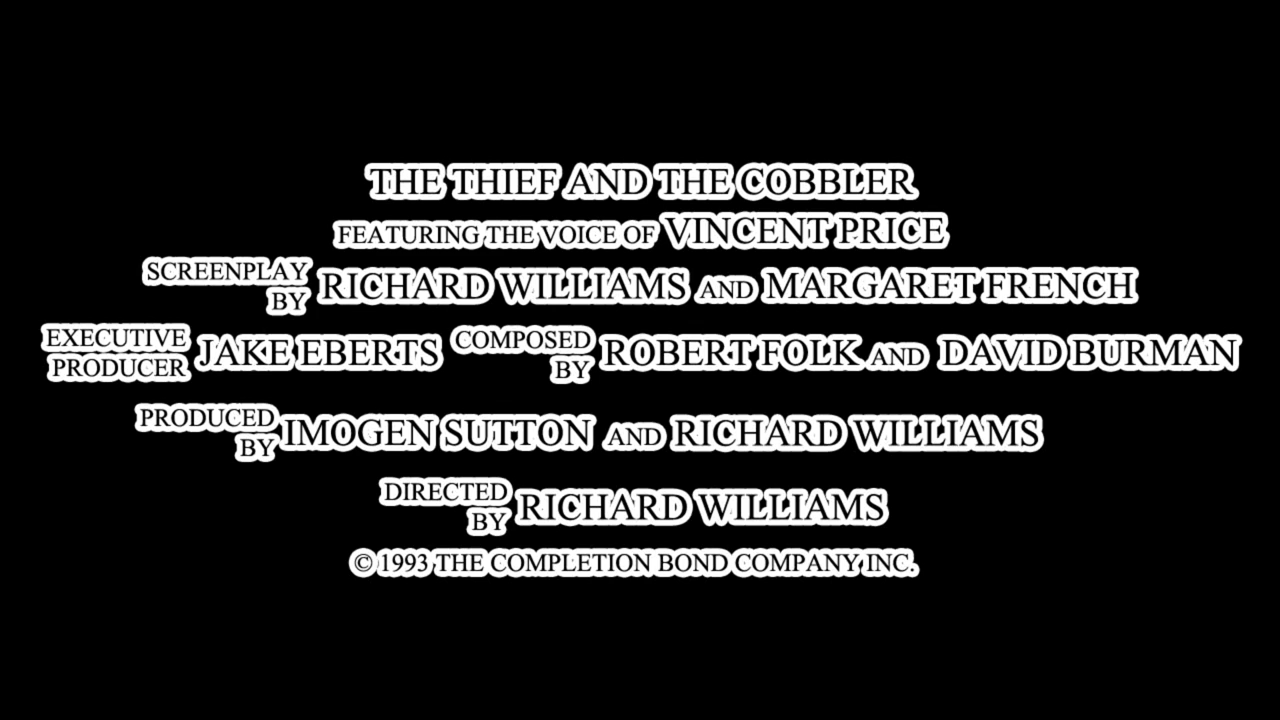 THE THIEF AND THE COBBLER
FEATURING THE VOICE OF VINCENT PRICE
SCREENPLAY BY RICHARD WILLIAMS AND MARGARET FRENCH
EXECUTIVE PRODUCER JAKE EBERTS COMPOSED BY ROBERT FOLK AND DAVID BURMAN
PRODUCED BY IMOGEN SUTTON AND RICHARD WILLIAMS
DIRECTED BY RICHARD WILLIAMS
© 1993 THE COMPLETION BOND COMPANY INC.